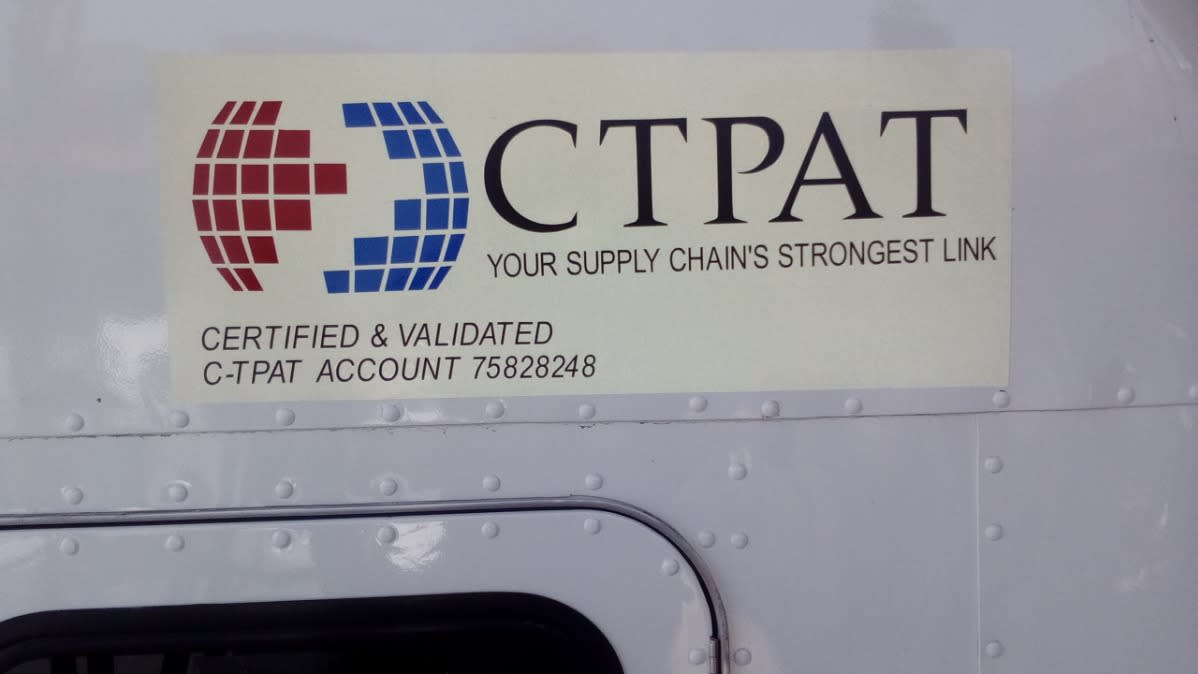 CTPAT
YOUR SUPPLY CHAIN'S STRONGEST LINK
CERTIFIED & VALIDATED
C-TPAT ACCOUNT 75828248